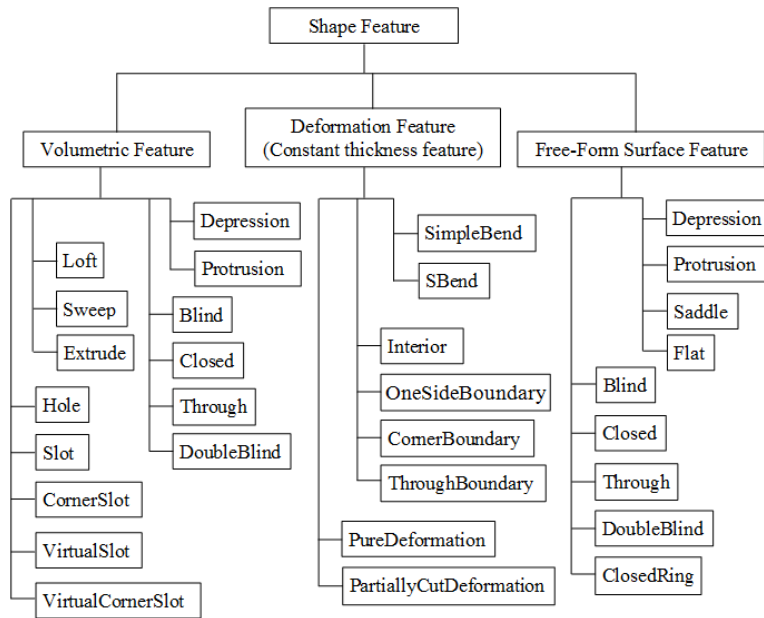 Shape Feature
Volumetric Feature
Deformation Feature
(Constant thickness feature)
Free-Form Surface Feature
Depression
Protrusion
Loft
Sweep
Extrude
Blind
Closed
Through
DoubleBlind
Hole
Slot
CornerSlot
VirtualSlot
VirtualCornerSlot
SimpleBend
SBend
Interior
OneSideBoundary
CornerBoundary
ThroughBoundary
PureDeformation
PartiallyCutDeformation
Depression
Protrusion
Saddle
Flat
Blind
Closed
Through
DoubleBlind
ClosedRing